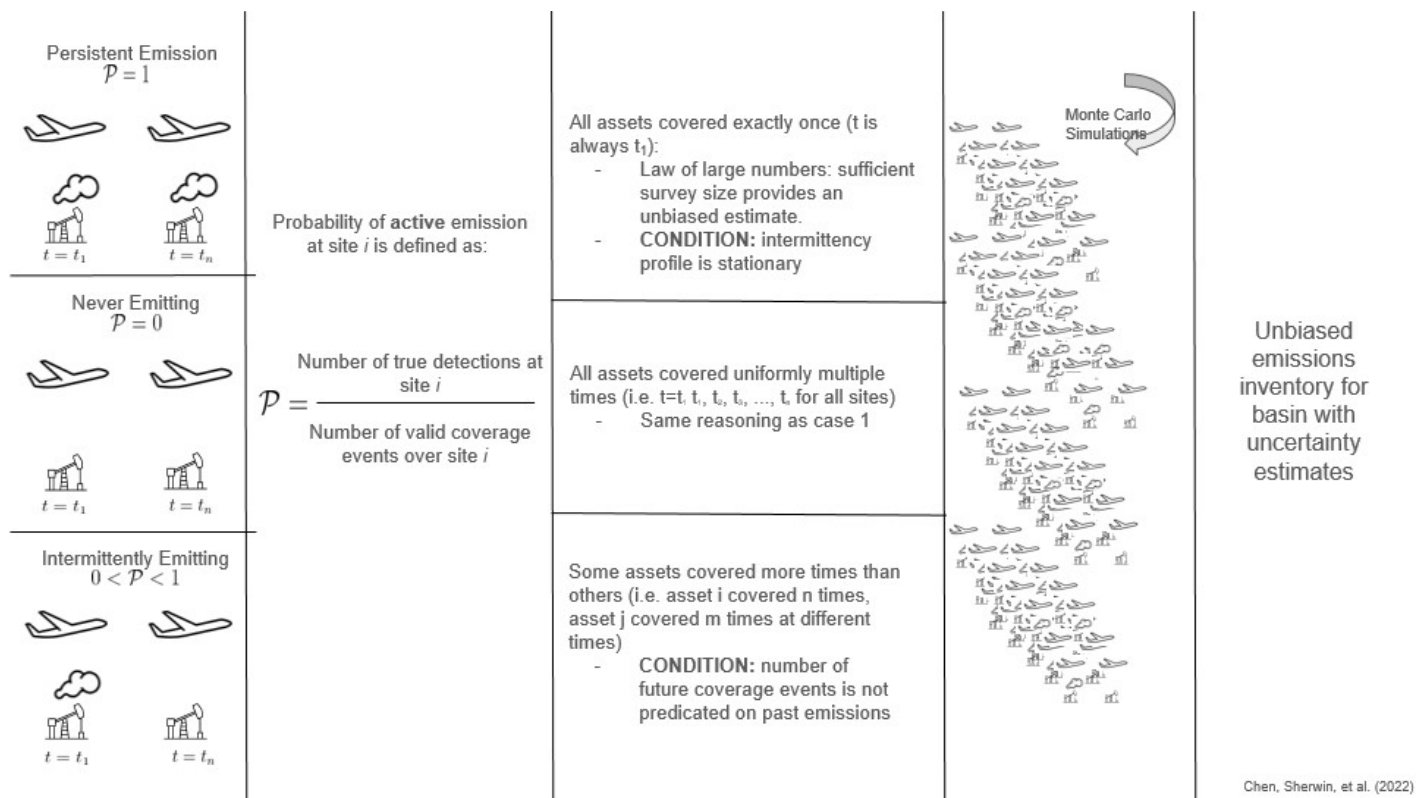 Persistent Emission
𝒫 = 1
t = t₁
t = tₙ
Never Emitting
𝒫 = 0
t = t₁
t = tₙ
Intermittently Emitting
0 < 𝒫 < 1
t = t₁
t = tₙ
Probability of active emission
at site i is defined as:
𝒫 =
Number of true detections at
site i
Number of valid coverage
events over site i
All assets covered exactly once (t is
always t₁):
- Law of large numbers: sufficient
survey size provides an
unbiased estimate.
- CONDITION: intermittency
profile is stationary
All assets covered uniformly multiple
times (i.e. t=t, t, t, t, ..., t for all sites)
- Same reasoning as case 1
Some assets covered more times than
others (i.e. asset i covered n times,
asset j covered m times at different
times)
- CONDITION: number of
future coverage events is not
predicated on past emissions
Monte Carlo
Simulations
Unbiased
emissions
inventory for
basin with
uncertainty
estimates
Chen, Sherwin, et al. (2022)